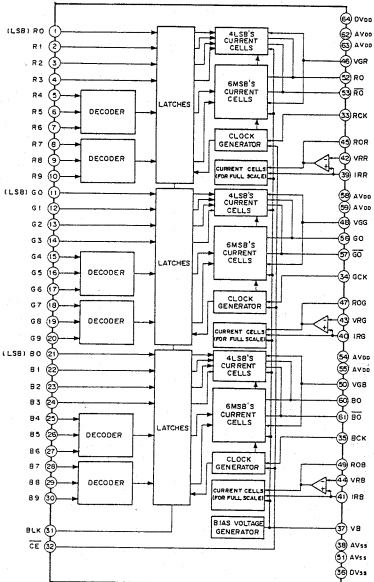 64 DVDD
62 AVDD
63 AVDD
(LSB) R0 1
R1 2
R2 3
R3 4
R4 5
R5 6
R6 7
R7 8
R8 9
R9 10
DECODER
DECODER
LATCHES
4LSB'S
CURRENT
CELLS
6MSB'S
CURRENT
CELLS
CLOCK
GENERATOR
CURRENT CELLS
(FOR FULL SCALE)
46 VGR
52 RO
53 RO
33 RCK
45 ROR
42 VRR
39 IRR
58 AVDD
59 AVDD
(LSB) G0 11
G1 12
G2 13
G3 14
G4 15
G5 16
G6 17
G7 18
G8 19
G9 20
DECODER
DECODER
LATCHES
4LSB'S
CURRENT
CELLS
6MSB'S
CURRENT
CELLS
CLOCK
GENERATOR
CURRENT CELLS
(FOR FULL SCALE)
48 VGG
56 GO
57 GO
34 GCK
47 ROG
43 VRG
40 IRG
54 AVDD
55 AVDD
(LSB) B0 21
B1 22
B2 23
B3 24
B4 25
B5 26
B6 27
B7 28
B8 29
B9 30
DECODER
DECODER
LATCHES
4LSB'S
CURRENT
CELLS
6MSB'S
CURRENT
CELLS
CLOCK
GENERATOR
CURRENT CELLS
(FOR FULL SCALE)
50 VGB
60 BO
61 BO
35 BCK
49 ROB
44 VRB
41 IRB
BLK 31
CE 32
BIAS VOLTAGE
GENERATOR
37 VB
38 AVSS
51 AVSS
36 DVSS